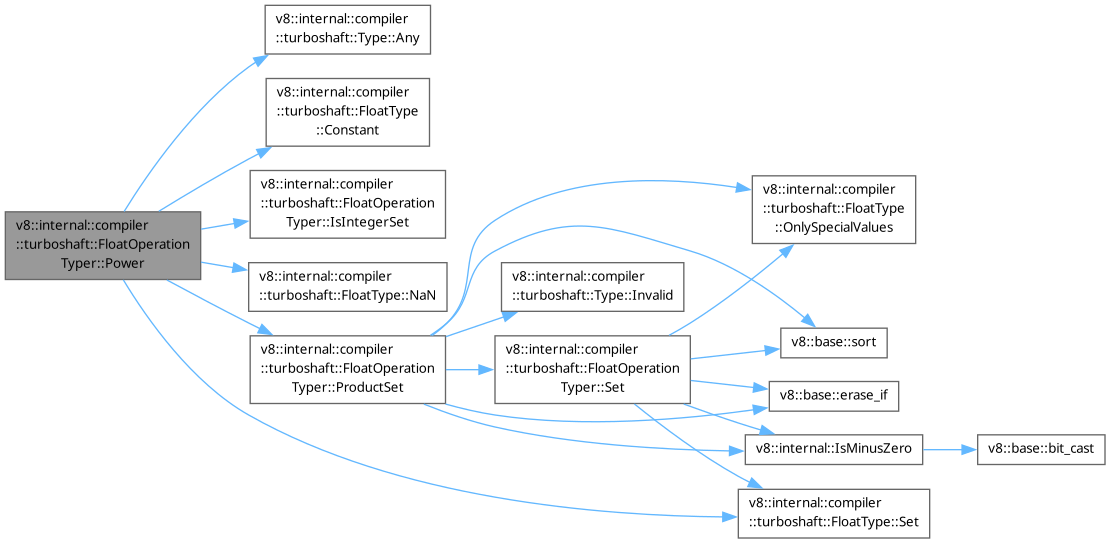 v8::internal::compiler
::turboshaft::FloatOperation
Typer::Power
v8::internal::compiler
::turboshaft::Type::Any
v8::internal::compiler
::turboshaft::FloatType
::Constant
v8::internal::compiler
::turboshaft::FloatOperation
Typer::IsIntegerSet
v8::internal::compiler
::turboshaft::FloatType::NaN
v8::internal::compiler
::turboshaft::FloatOperation
Typer::ProductSet
v8::internal::compiler
::turboshaft::Type::Invalid
v8::internal::compiler
::turboshaft::FloatOperation
Typer::Set
v8::internal::compiler
::turboshaft::FloatType
::OnlySpecialValues
v8::base::sort
v8::base::erase_if
v8::internal::IsMinusZero
v8::internal::compiler
::turboshaft::FloatType::Set
v8::base::bit_cast